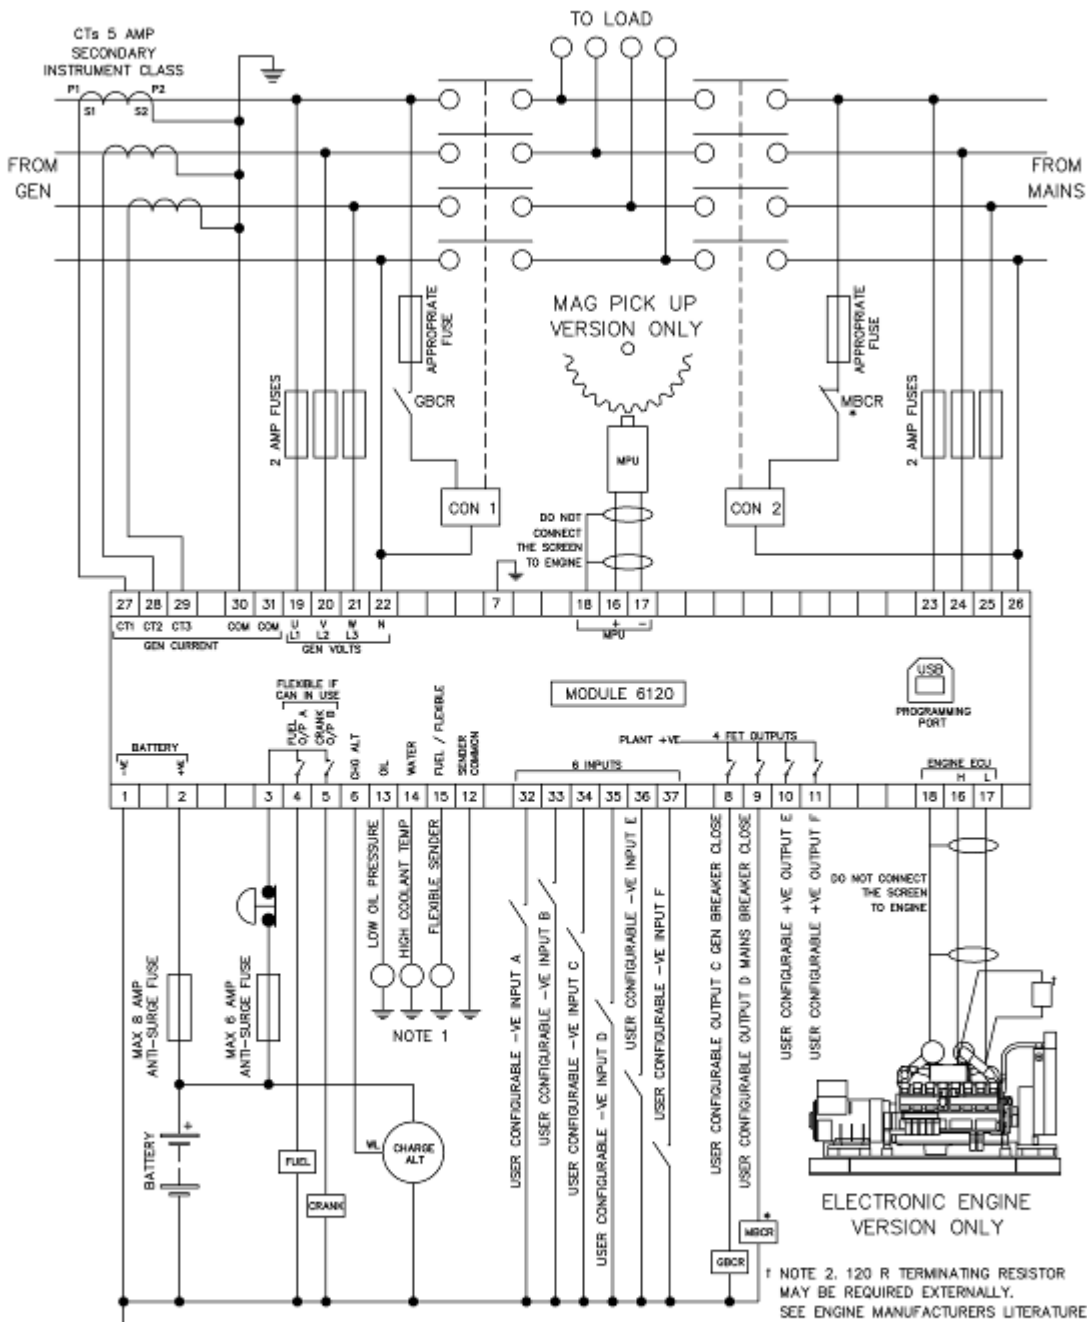 TO LOAD
CTs 5 AMP
SECONDARY
INSTRUMENT CLASS
P1
P2
S1
S2
FROM
GEN
FROM
MAINS
MAG PICK UP
VERSION ONLY
APPROPRIATE
FUSE
GBCR
2 AMP FUSES
APPROPRIATE
FUSE
MBCR
*
2 AMP FUSES
MPU
CON 1
CON 2
DO NOT
CONNECT
THE SCREEN
TO ENGINE
27 28 29 30 31 19 20 21 22 7 18 16 17 23 24 25 26
CT1 CT2 CT3 COM COM U V W N + −
L1 L2 L3
GEN CURRENT
GEN VOLTS
MPU
FLEXIBLE IF
CAN IN USE
MODULE 6120
USB
PROGRAMMING
PORT
BATTERY
-VE
+VE
FUEL
O/P A
CRANK
O/P B
CHG ALT
OIL
WATER
FUEL / FLEXIBLE
SENDER
COMMON
6 INPUTS
PLANT +VE
4 FET OUTPUTS
ENGINE ECU
H L
1 2 3 4 5 6 13 14 15 12 32 33 34 35 36 37 8 9 10 11 18 16 17
LOW OIL PRESSURE
HIGH COOLANT TEMP
FLEXIBLE SENDER
NOTE 1
MAX 8 AMP
ANTI-SURGE FUSE
MAX 6 AMP
ANTI-SURGE FUSE
USER CONFIGURABLE -VE INPUT A
USER CONFIGURABLE -VE INPUT B
USER CONFIGURABLE -VE INPUT C
USER CONFIGURABLE -VE INPUT D
USER CONFIGURABLE -VE INPUT E
USER CONFIGURABLE -VE INPUT F
USER CONFIGURABLE OUTPUT C GEN BREAKER CLOSE
USER CONFIGURABLE OUTPUT D MAINS BREAKER CLOSE
USER CONFIGURABLE +VE OUTPUT E
USER CONFIGURABLE +VE OUTPUT F
DO NOT CONNECT
THE SCREEN
TO ENGINE
†
BATTERY
+
FUEL
CRANK
WL
CHARGE
ALT
GBCR
MBCR
*
ELECTRONIC ENGINE
VERSION ONLY
† NOTE 2. 120 R TERMINATING RESISTOR
MAY BE REQUIRED EXTERNALLY.
SEE ENGINE MANUFACTURERS LITERATURE